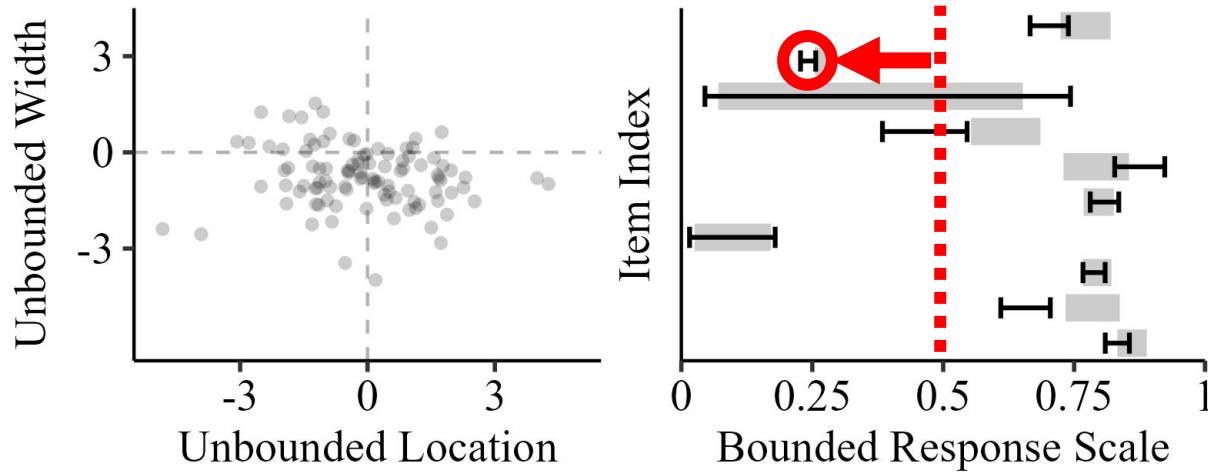 Unbounded Width
3
0
-3
-3
0
3
Unbounded Location
Item Index
0
0.25
0.5
0.75
1
Bounded Response Scale